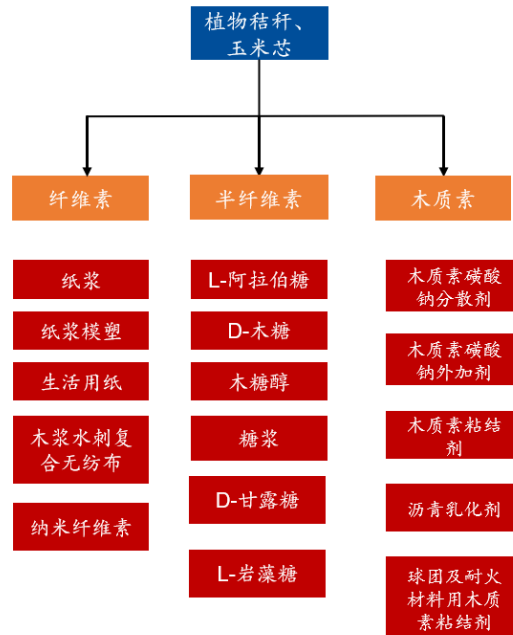 植物秸秆、
玉米芯
纤维素
半纤维素
木质素
纸浆
纸浆模塑
生活用纸
木浆水刺复
合无纺布
纳米纤维素
L-阿拉伯糖
D-木糖
木糖醇
糖浆
D-甘露糖
L-岩藻糖
木质素磺酸
钠分散剂
木质素磺酸
钠外加剂
木质素粘结
剂
沥青乳化剂
球团及耐火
材料用木质
素粘结剂